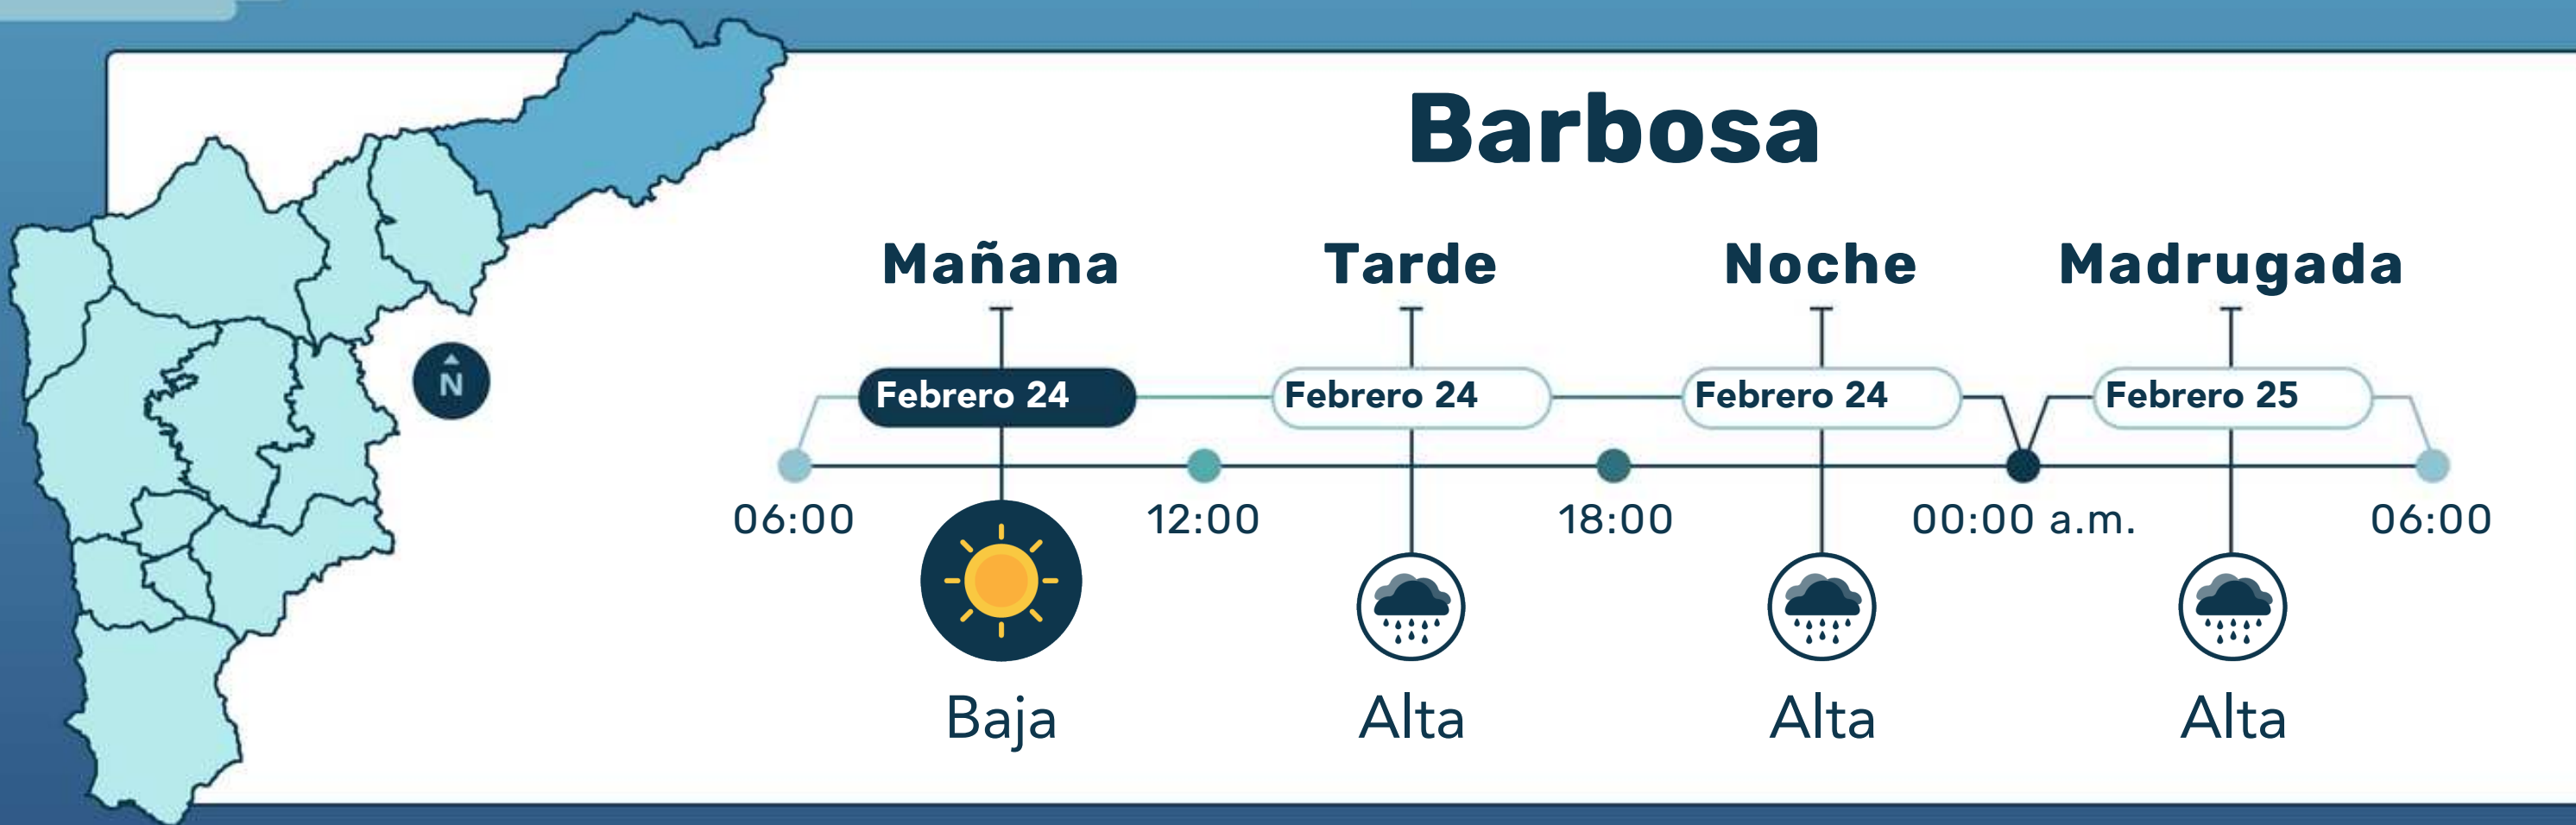 Barbosa
Mañana Tarde Noche Madrugada
Febrero 24 Febrero 24 Febrero 24 Febrero 25
N
06:00 12:00 18:00 00:00 a.m. 06:00
Baja Alta Alta Alta